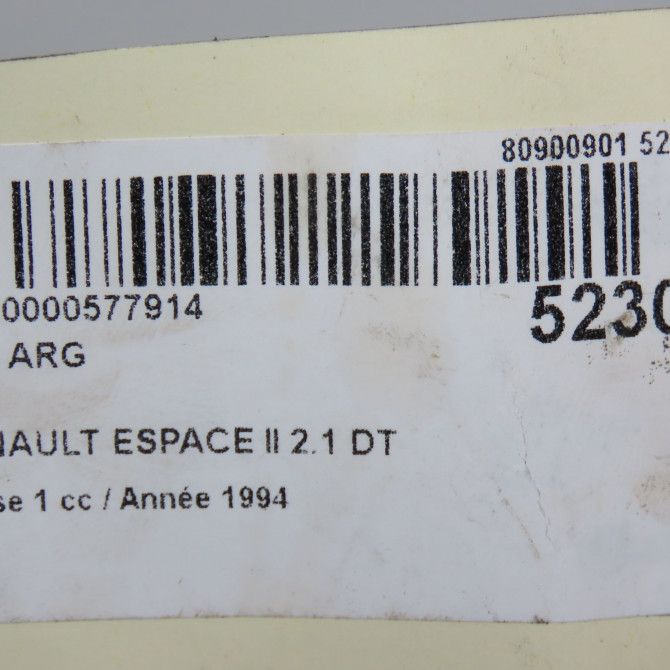 80900901 52
0000577914
5230
ARG
NAULT ESPACE II 2.1 DT
se 1 cc / Année 1994